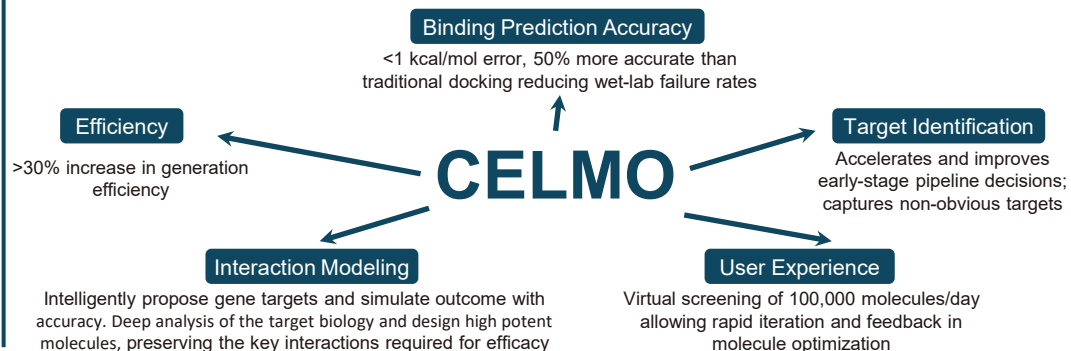 Binding Prediction Accuracy
<1 kcal/mol error, 50% more accurate than
traditional docking reducing wet-lab failure rates
Efficiency
>30% increase in generation
efficiency
CELMO
Target Identification
Accelerates and improves
early-stage pipeline decisions;
captures non-obvious targets
Interaction Modeling
Intelligently propose gene targets and simulate outcome with
accuracy. Deep analysis of the target biology and design high potent
molecules, preserving the key interactions required for efficacy
User Experience
Virtual screening of 100,000 molecules/day
allowing rapid iteration and feedback in
molecule optimization